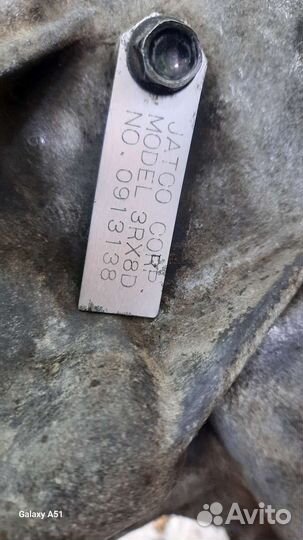 JATCO CORP.
MODEL 3RX8D
NO. 0913138
Galaxy A51
Avito